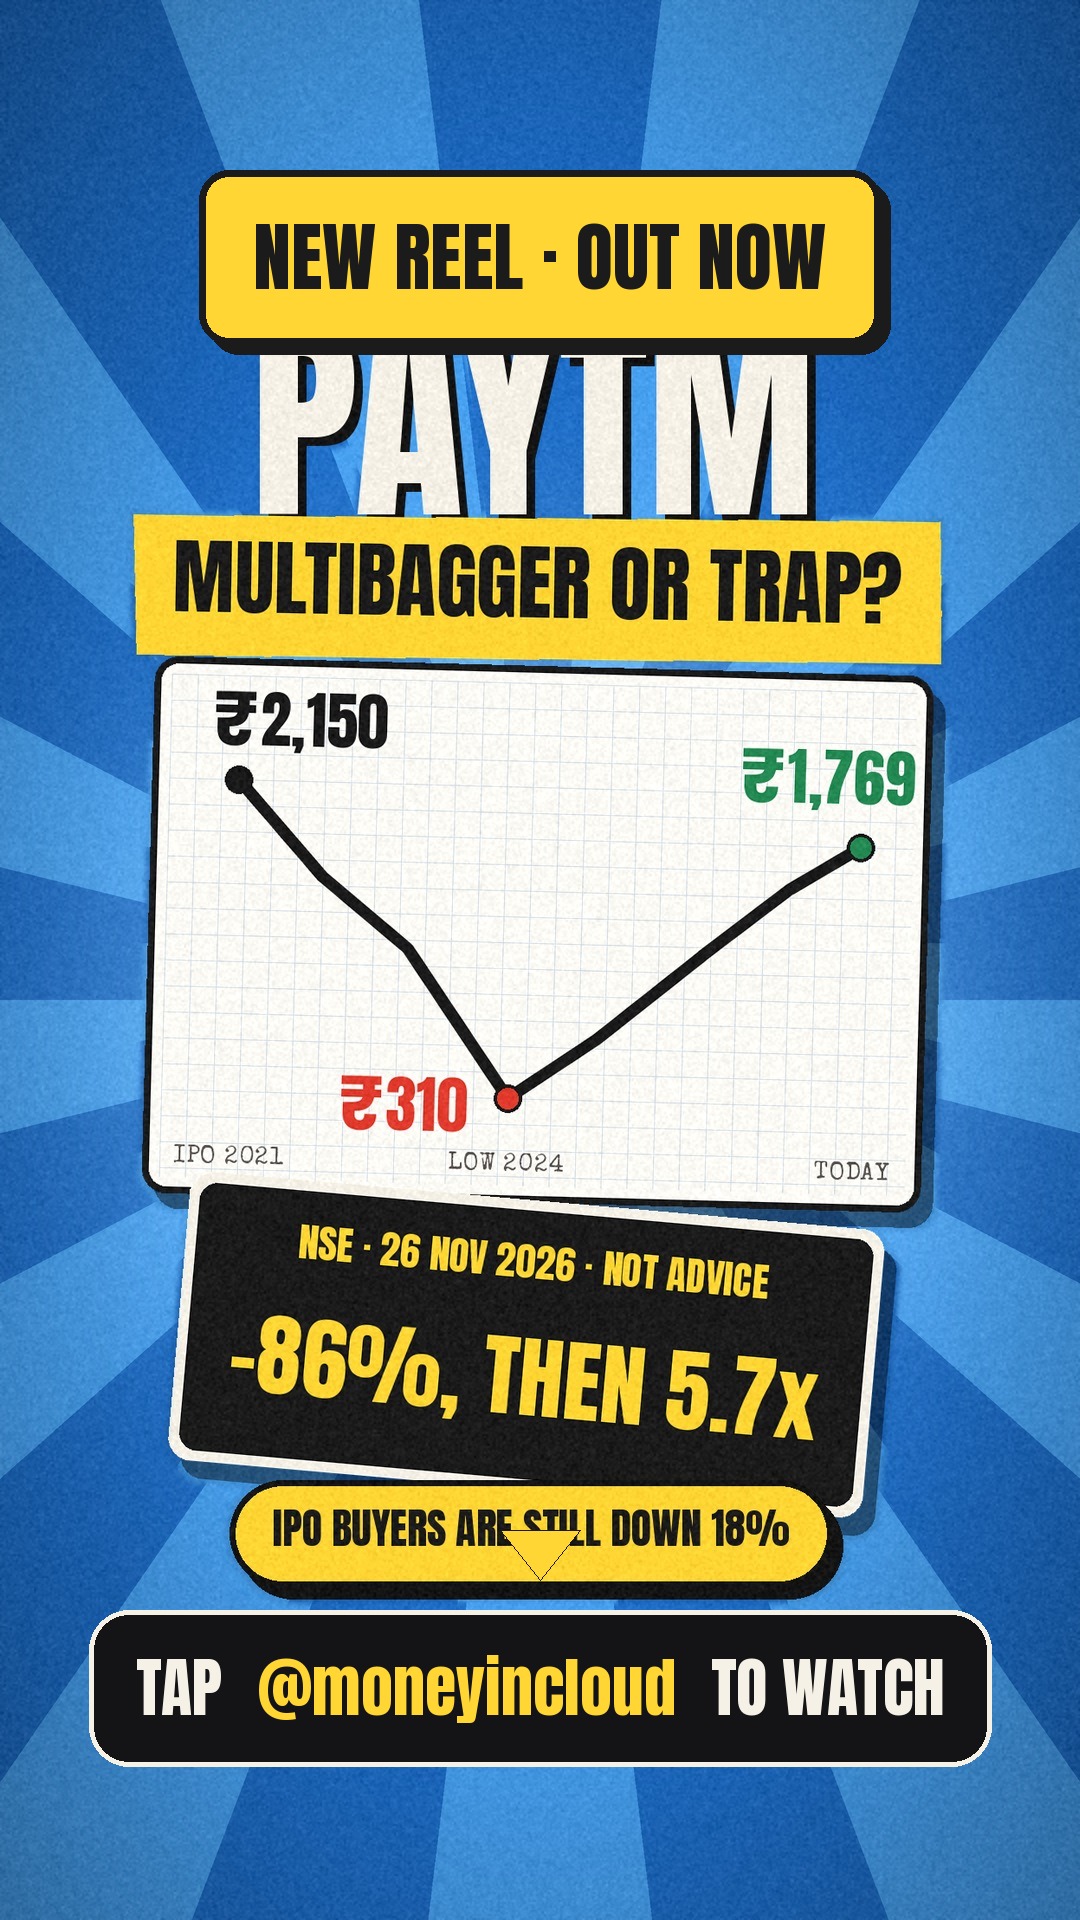 NEW REEL · OUT NOW
PAYTM
MULTIBAGGER OR TRAP?
₹2,150
₹1,769
₹310
IPO 2021
LOW 2024
TODAY
NSE · 26 NOV 2026 · NOT ADVICE
-86%, THEN 5.7X
IPO BUYERS ARE STILL DOWN 18%
TAP @moneyincloud TO WATCH